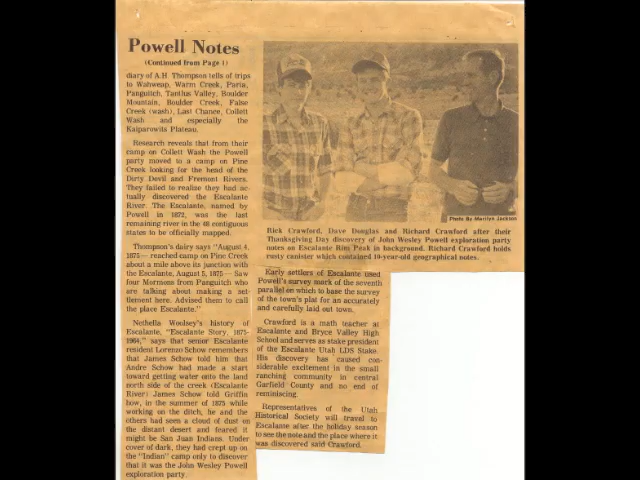 Powell Notes
(Continued from Page 1)
diary of A.H. Thompson tells of trips
to Wahweap, Warm Creek, Paria,
Panguitch, Tantlus Valley, Boulder
Mountain, Boulder Creek, False
Creek (wash), Last Chance, Collett
Wash and especially the
Kaiparowits Plateau.
Research reveals that from their
camp on Collett Wash the Powell
party moved to a camp on Pine
Creek looking for the head of the
Dirty Devil and Fremont Rivers.
They failed to realize they had ac-
tually discovered the Escalante
River. The Escalante, named by
Powell in 1872, was the last
remaining river in the 48 contiguous
states to be officially mapped.
Thompson's dairy says "August 4,
1875— reached camp on Pine Creek
about a mile above its junction with
the Escalante, August 5, 1875— Saw
four Mormons from Panguitch who
are talking about making a set-
tlement here. Advised them to call
the place Escalante."
Nethella Woolsey's history of
Escalante, "Escalante Story, 1875-
1964," says that senior Escalante
resident Lorenzo Schow remembers
that James Schow told him that
Andre Schow had made a start
toward getting water onto the land
north side of the creek (Escalante
River) James Schow told Griffin
how, in the summer of 1875 while
working on the ditch, he and the
others had seen a cloud of dust on
the distant desert and feared it
might be San Juan Indians. Under
cover of dark, they had crept up on
the "Indian" camp only to discover
that it was the John Wesley Powell
exploration party.
Photo By Marilyn Jackson
Rick Crawford, Dave Douglas and Richard Crawford after their
Thanksgiving Day discovery of John Wesley Powell exploration party
notes on Escalante Rim Peak in background. Richard Crawford holds
rusty canister which contained -year-old geographical notes.
Early settlers of Escalante used
Powell's survey mark of the seventh
parallel on which to base the survey
of the town's plat for an accurately
and carefully laid out town.
Crawford is a math teacher at
Escalante and Bryce Valley High
School and serves as stake president
of the Escalante Utah LDS Stake.
His discovery has caused con-
siderable excitement in the small
ranching community in central
Garfield County and no end of
reminiscing.
Representatives of the Utah
Historical Society will travel to
Escalante after the holiday season
to see the note and the place where it
was discovered said Crawford.